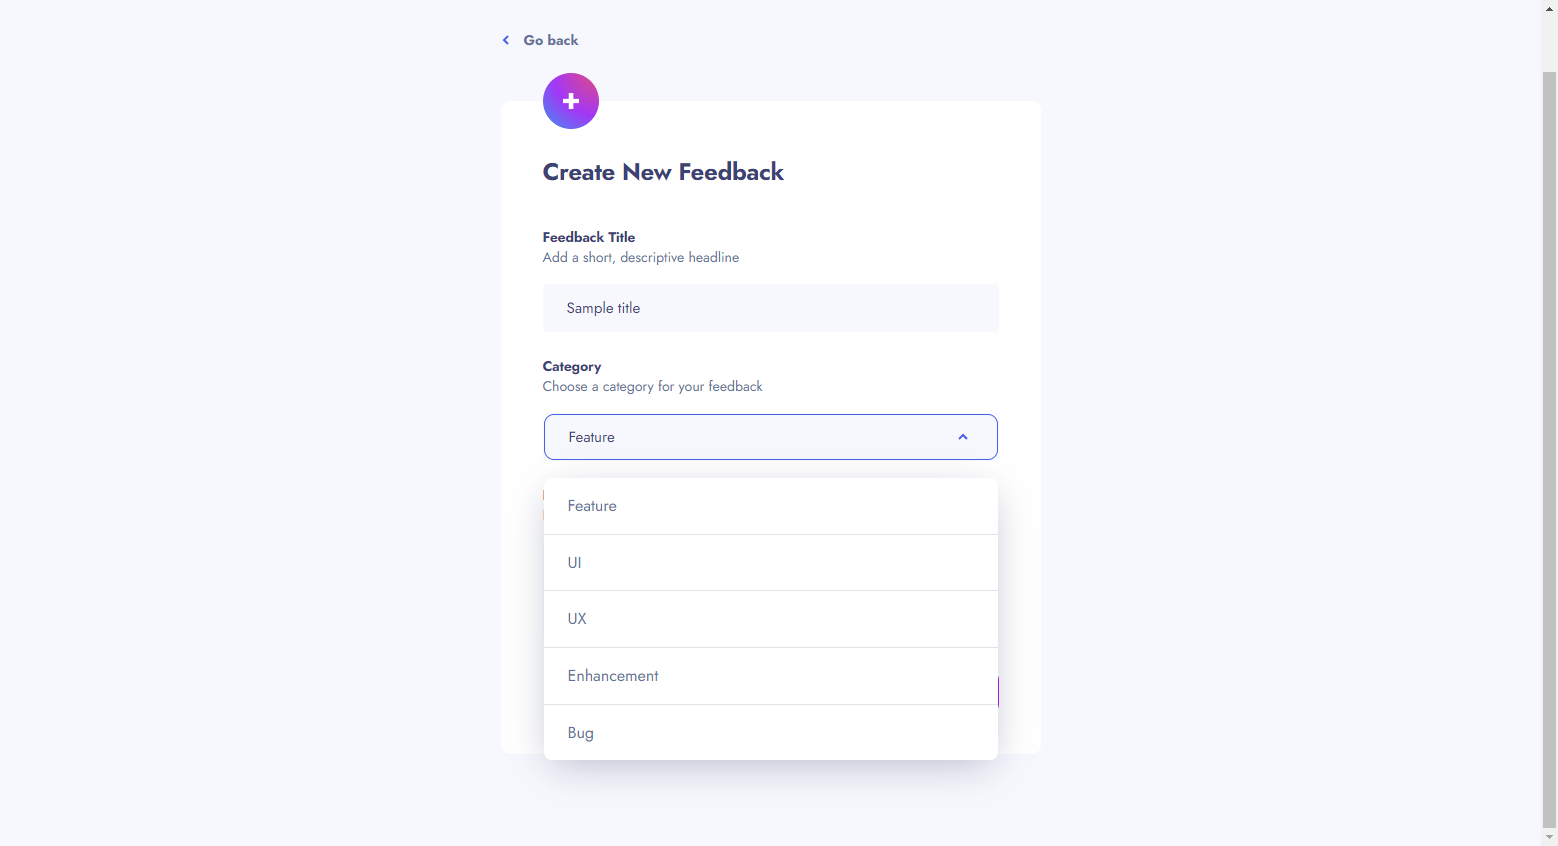 Go back
Create New Feedback
Feedback Title
Add a short, descriptive headline
Sample title
Category
Choose a category for your feedback
Feature
Feature
UI
UX
Enhancement
Bug